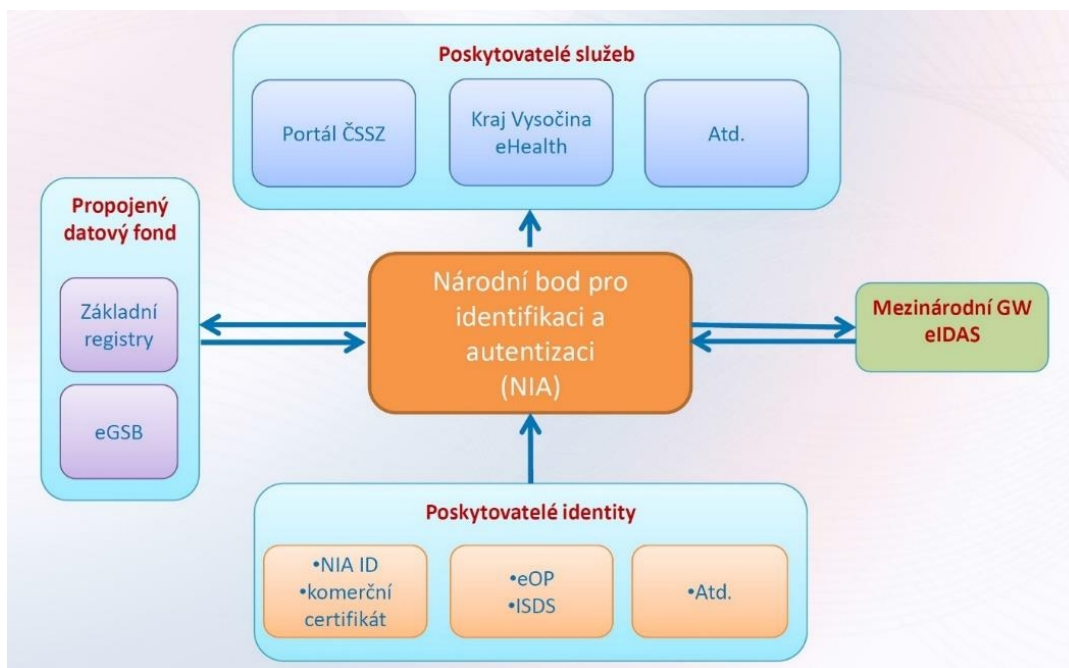 Poskytovatelé služeb
Portál ČSSZ
Kraj Vysočina
eHealth
Atd.
Propojený
datový fond
Základní
registry
eGSB
Národní bod pro
identifikaci a
autentizaci
(NIA)
Mezinárodní GW
eIDAS
Poskytovatelé identity
•NIA ID
•komerční
certifikát
•eOP
•ISDS
•Atd.